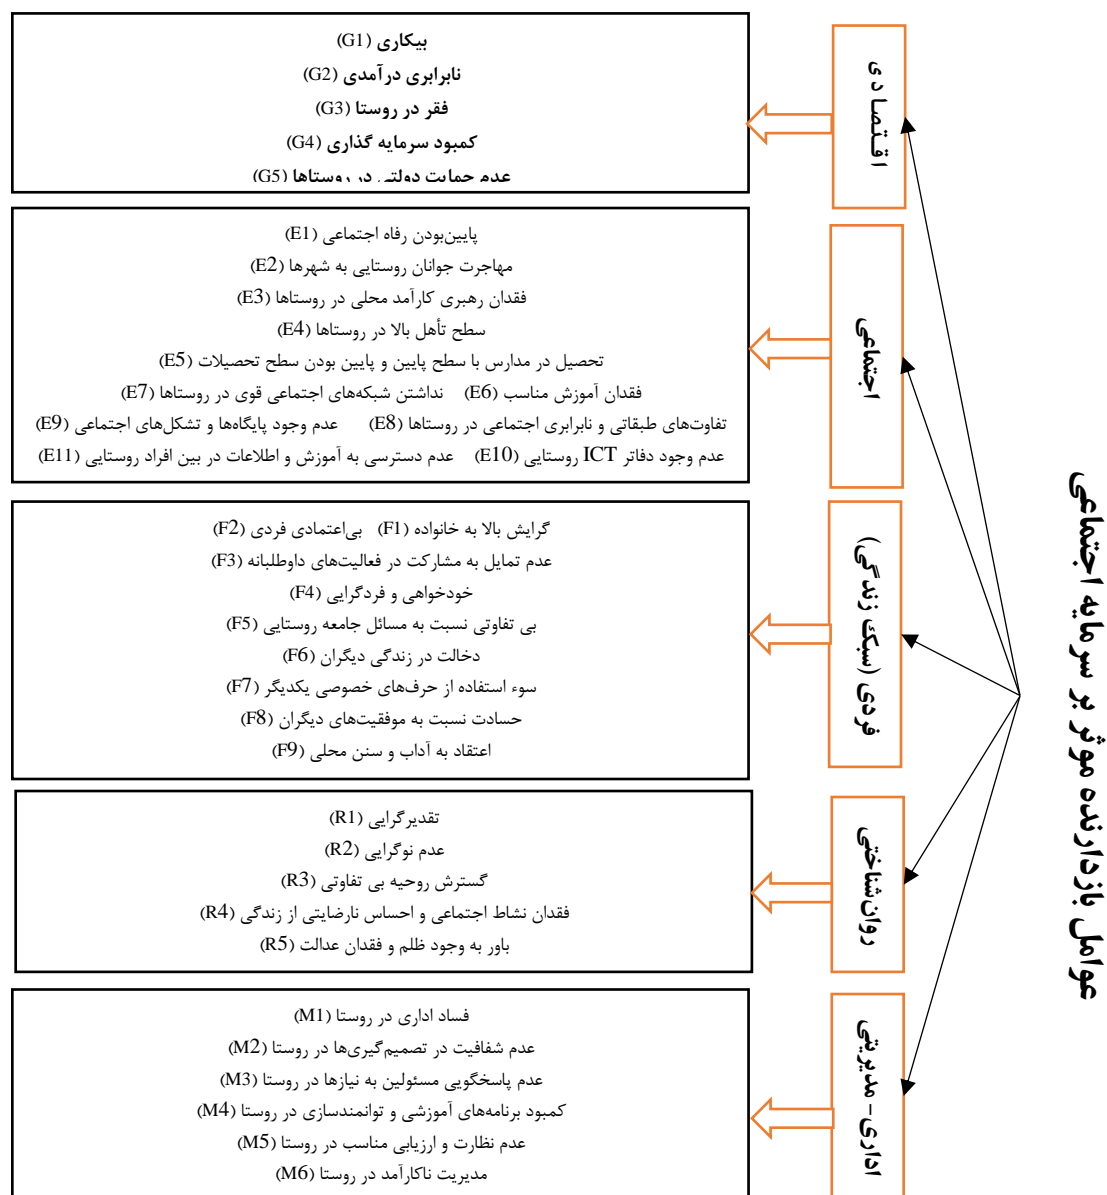 عوامل بازدارنده موثر بر سرمایه اجتماعی
اقتصادی
بیکاری (G1)
نابرابری درآمدی (G2)
فقر در روستا (G3)
کمبود سرمایه گذاری (G4)
عدم حمایت دولتی در روستاها (G5)
اجتماعی
پایین‌بودن رفاه اجتماعی (E1)
مهاجرت جوانان روستایی به شهرها (E2)
فقدان رهبری کارآمد محلی در روستاها (E3)
سطح تأهل بالا در روستاها (E4)
تحصیل در مدارس با سطح پایین و پایین بودن سطح تحصیلات (E5)
فقدان آموزش مناسب (E6) نداشتن شبکه‌های اجتماعی قوی در روستاها (E7)
تفاوت‌های طبقاتی و نابرابری اجتماعی در روستاها (E8) عدم وجود پایگاه‌ها و تشکل‌های اجتماعی (E9)
عدم وجود دفاتر ICT روستایی (E10) عدم دسترسی به آموزش و اطلاعات در بین افراد روستایی (E11)
فردی (سبک زندگی)
گرایش بالا به خانواده (F1) بی‌اعتمادی فردی (F2)
عدم تمایل به مشارکت در فعالیت‌های داوطلبانه (F3)
خودخواهی و فردگرایی (F4)
بی تفاوتی نسبت به مسائل جامعه روستایی (F5)
دخالت در زندگی دیگران (F6)
سوء استفاده از حرف‌های خصوصی یکدیگر (F7)
حسادت نسبت به موفقیت‌های دیگران (F8)
اعتقاد به آداب و سنن محلی (F9)
روان‌شناختی
تقدیرگرایی (R1)
عدم نوگرایی (R2)
گسترش روحیه بی تفاوتی (R3)
فقدان نشاط اجتماعی و احساس نارضایتی از زندگی (R4)
باور به وجود ظلم و فقدان عدالت (R5)
اداری- مدیریتی
فساد اداری در روستا (M1)
عدم شفافیت در تصمیم‌گیری‌ها در روستا (M2)
عدم پاسخگویی مسئولین به نیازها در روستا (M3)
کمبود برنامه‌های آموزشی و توانمندسازی در روستا (M4)
عدم نظارت و ارزیابی مناسب در روستا (M5)
مدیریت ناکارآمد در روستا (M6)